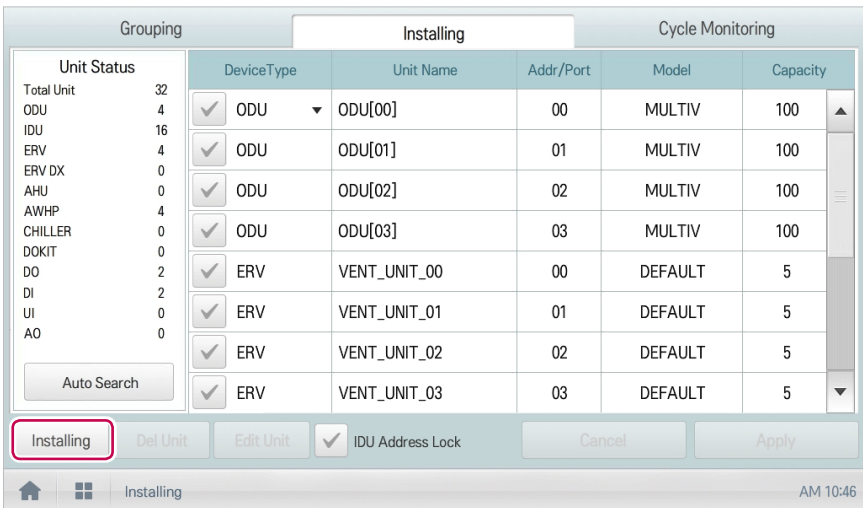 Grouping Installing Cycle Monitoring
Unit Status
Total Unit 32
ODU 4
IDU 16
ERV 4
ERV DX 0
AHU 0
AWHP 4
CHILLER 0
DOKIT 0
DO 2
DI 2
UI 0
AO 0
Auto Search
DeviceType Unit Name Addr/Port Model Capacity
ODU ODU[00] 00 MULTIV 100
ODU ODU[01] 01 MULTIV 100
ODU ODU[02] 02 MULTIV 100
ODU ODU[03] 03 MULTIV 100
ERV VENT_UNIT_00 00 DEFAULT 5
ERV VENT_UNIT_01 01 DEFAULT 5
ERV VENT_UNIT_02 02 DEFAULT 5
ERV VENT_UNIT_03 03 DEFAULT 5
Installing Del Unit Edit Unit IDU Address Lock Cancel Apply
Installing AM 10:46